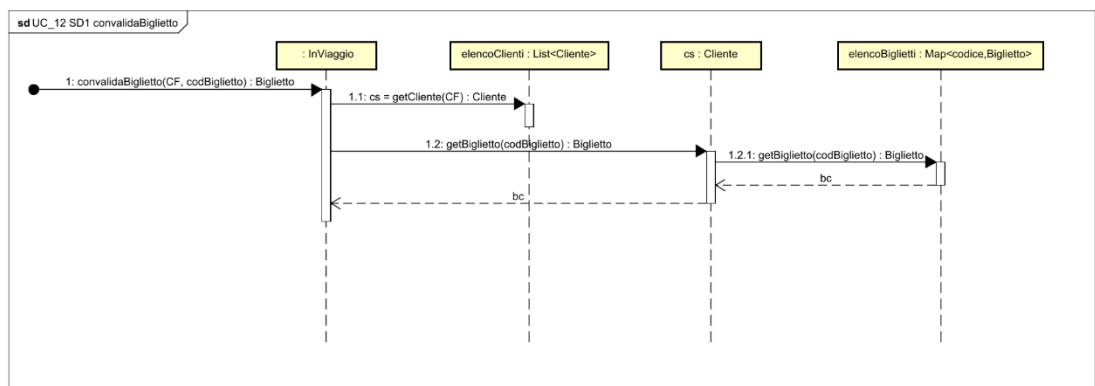 sd UC_12 SD1 convalidaBiglietto
: InViaggio
elencoClienti : List<Cliente>
cs : Cliente
elencoBiglietti : Map<codice,Biglietto>
1: convalidaBiglietto(CF, codBiglietto) : Biglietto
1.1: cs = getCliente(CF) : Cliente
1.2: getBiglietto(codBiglietto) : Biglietto
1.2.1: getBiglietto(codBiglietto) : Biglietto
bc
bc